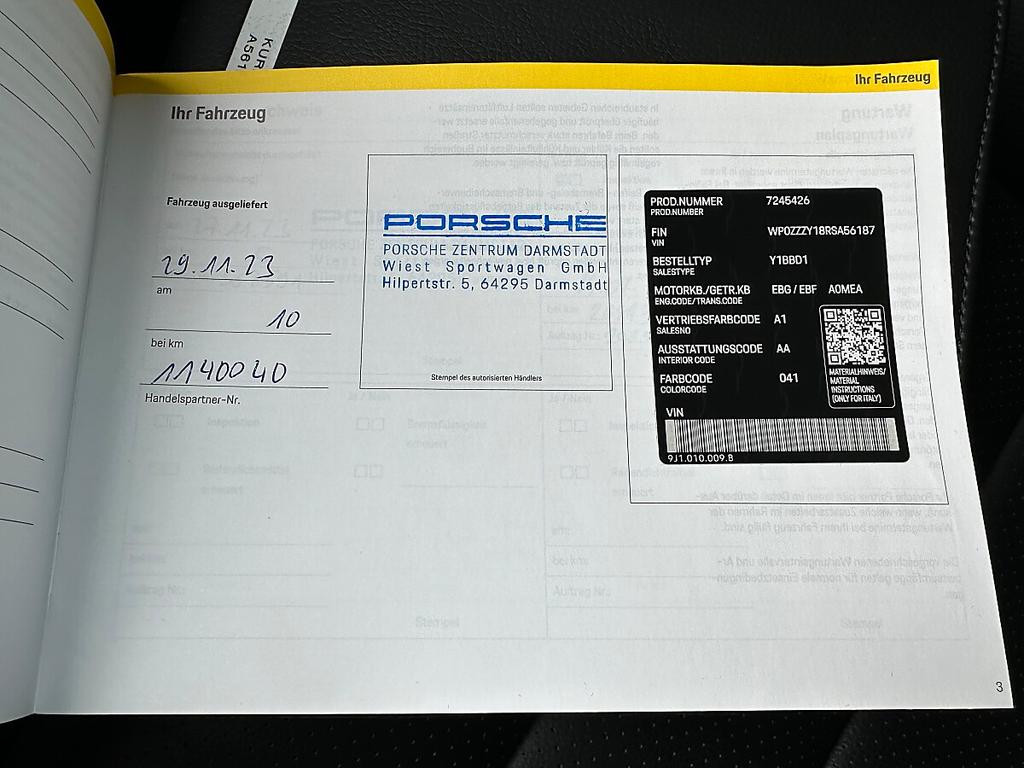 KUR
A561
Ihr Fahrzeug
Ihr Fahrzeug
Fahrzeug ausgeliefert
29.11.23
am
10
bei km
1140040
Handelspartner-Nr.
PORSCHE
PORSCHE ZENTRUM DARMSTADT
Wiest Sportwagen GmbH
Hilpertstr. 5, 64295 Darmstadt
Stempel des autorisierten Händlers
PROD.NUMMER 7245426
PROD.NUMBER
FIN WP0ZZZY18RSA56187
VIN
BESTELLTYP Y1BBD1
SALESTYPE
MOTORKB./GETR.KB EBG / EBF A0MEA
ENG.CODE/TRANS.CODE
VERTRIEBSFARBCODE A1
SALESNO
AUSSTATTUNGSCODE AA
INTERIOR CODE
FARBCODE 041
COLORCODE
MATERIALHINWEIS/
MATERIAL
INSTRUCTIONS
(ONLY FOR ITALY)
VIN
9J1.010.009.B
3